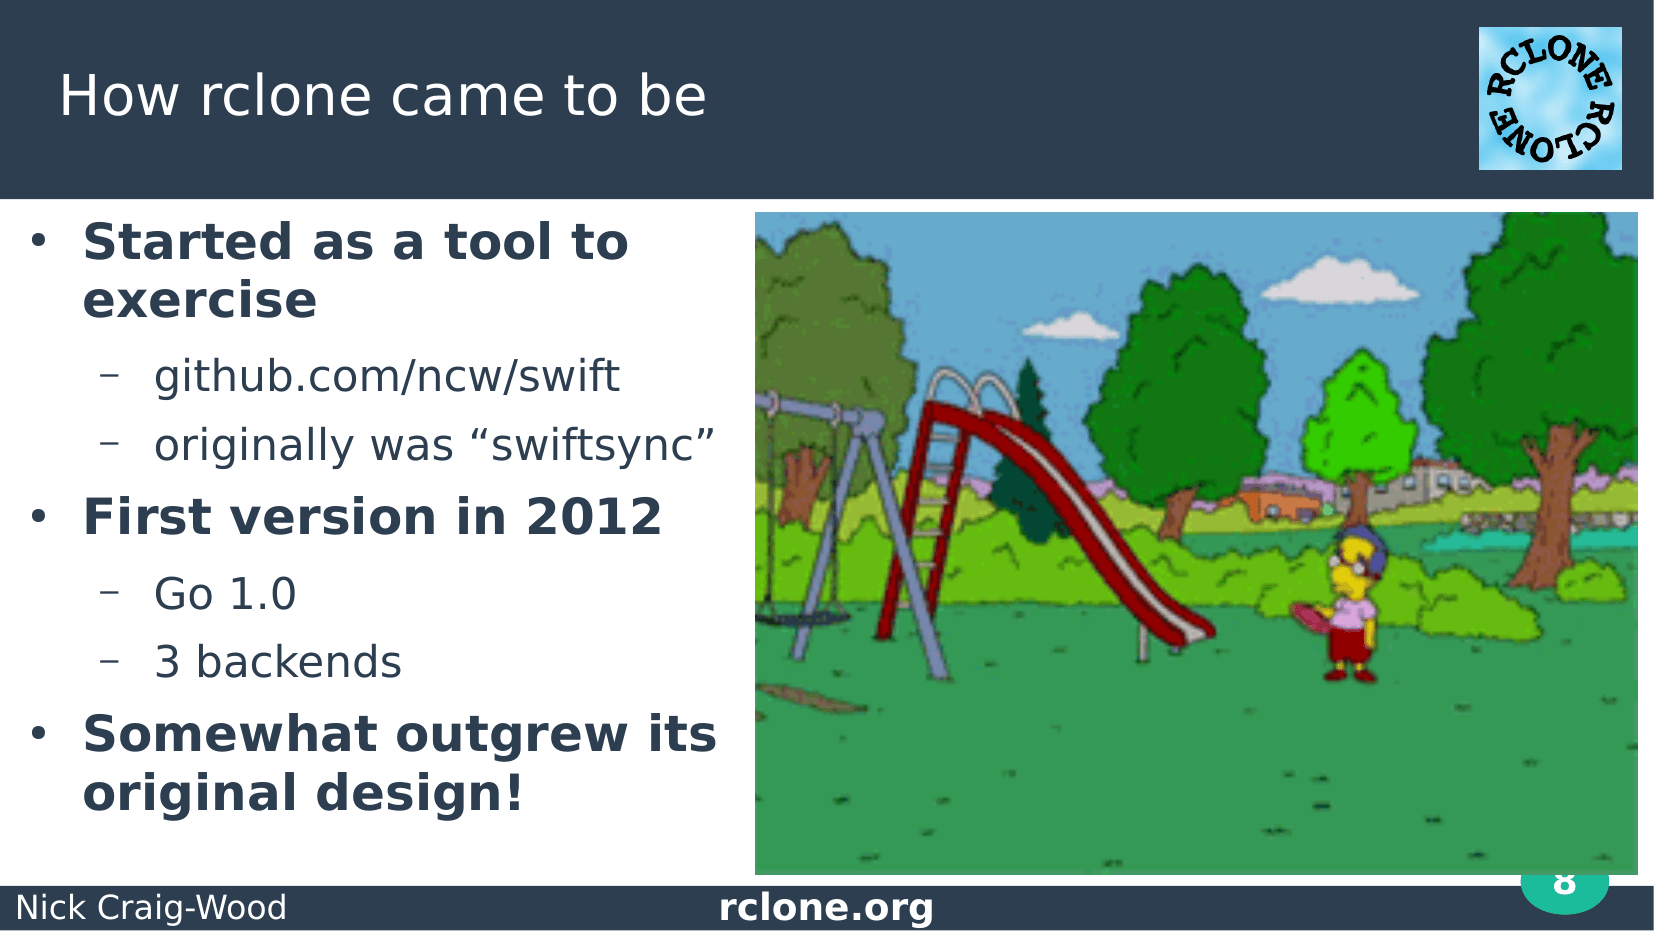 How rclone came to be
RCLONE RCLONE
• Started as a tool to
exercise
– github.com/ncw/swift
– originally was “swiftsync”
• First version in 2012
– Go 1.0
– 3 backends
• Somewhat outgrew its
original design!
Nick Craig-Wood
rclone.org
8